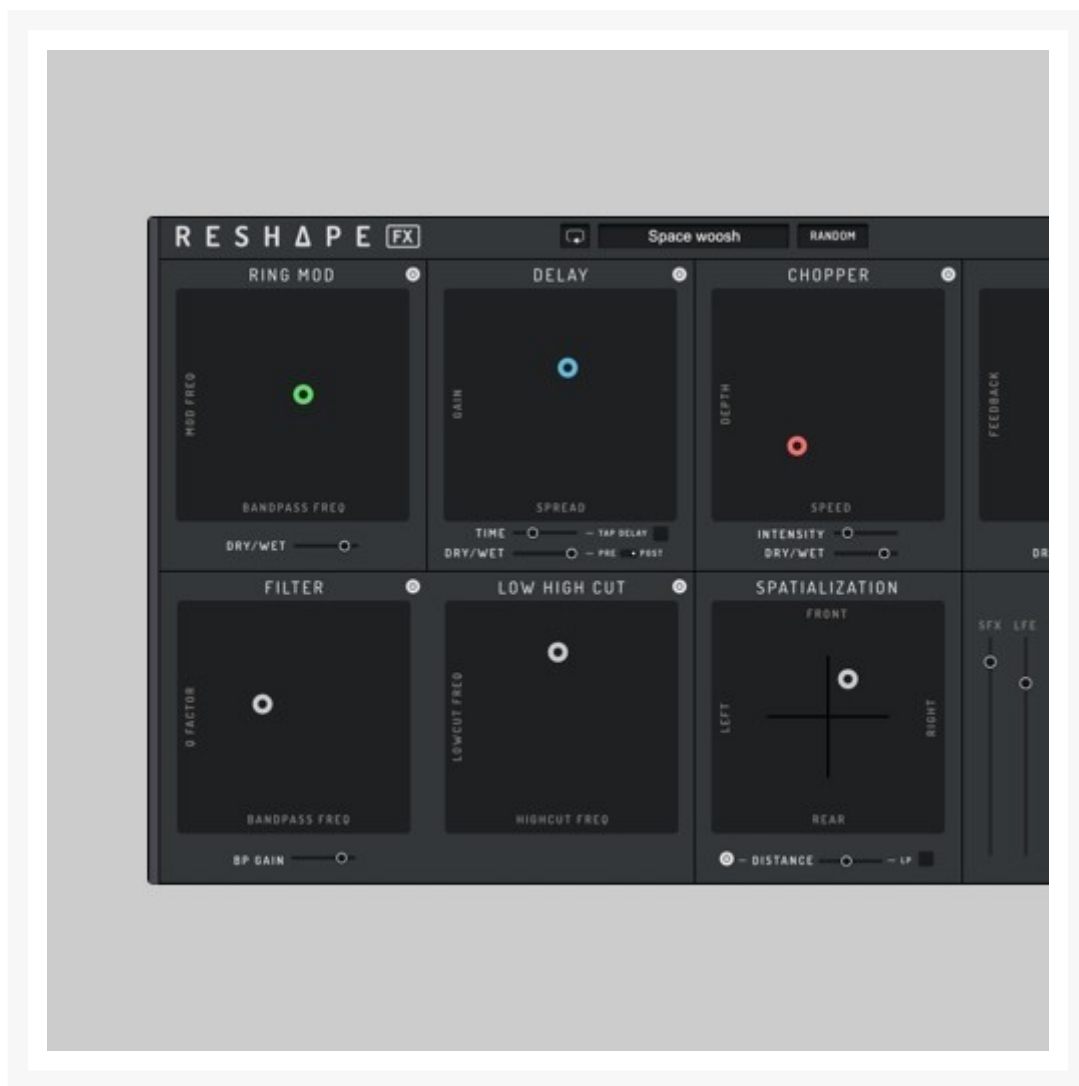 RESHAPE FX
Space woosh
RANDOM
RING MOD
MOD FREQ
BANDPASS FREQ
DRY/WET
DELAY
GAIN
SPREAD
TIME
TAP DELAY
DRY/WET
PRE
POST
CHOPPER
DEPTH
SPEED
INTENSITY
DRY/WET
FEEDBACK
DR
FILTER
Q FACTOR
BANDPASS FREQ
BP GAIN
LOW HIGH CUT
LOWCUT FREQ
HIGHCUT FREQ
SPATIALIZATION
FRONT
LEFT
RIGHT
REAR
DISTANCE
LP
SFX LFE